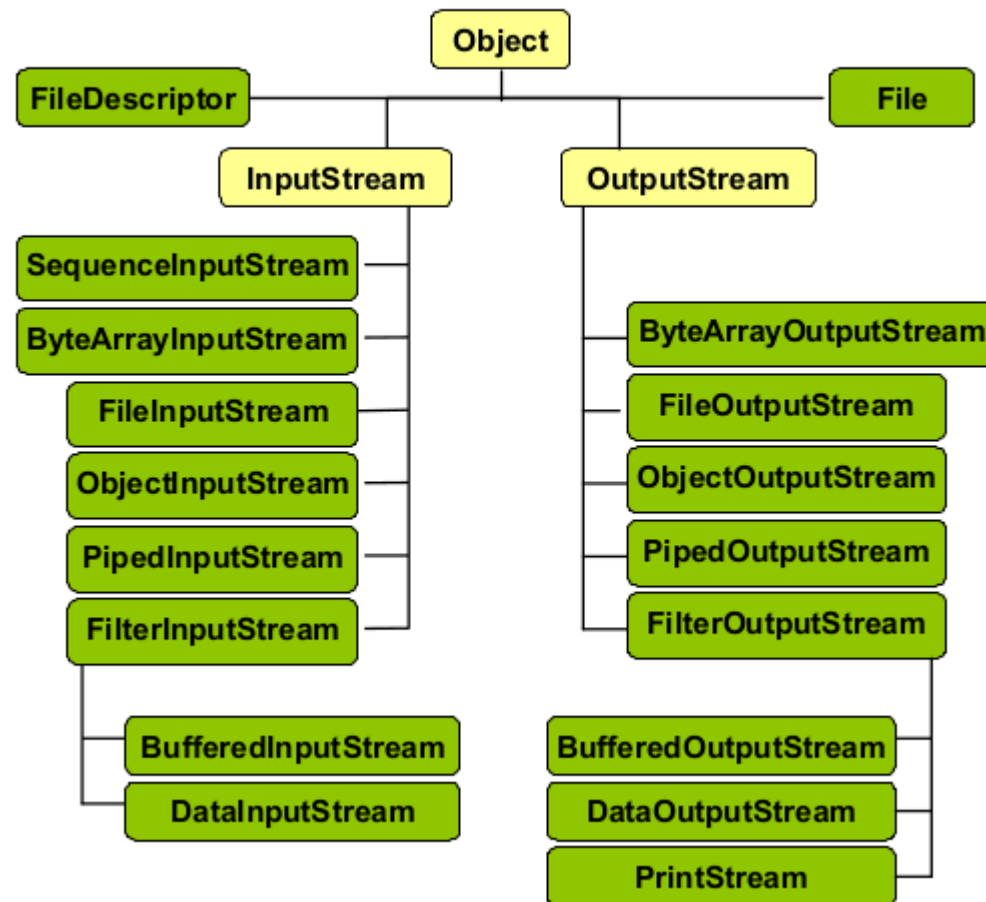 Object
FileDescriptor
File
InputStream
OutputStream
SequenceInputStream
ByteArrayInputStream
FileInputStream
ObjectInputStream
PipedInputStream
FilterInputStream
BufferedInputStream
DataInputStream
ByteArrayOutputStream
FileOutputStream
ObjectOutputStream
PipedOutputStream
FilterOutputStream
BufferedOutputStream
DataOutputStream
PrintStream